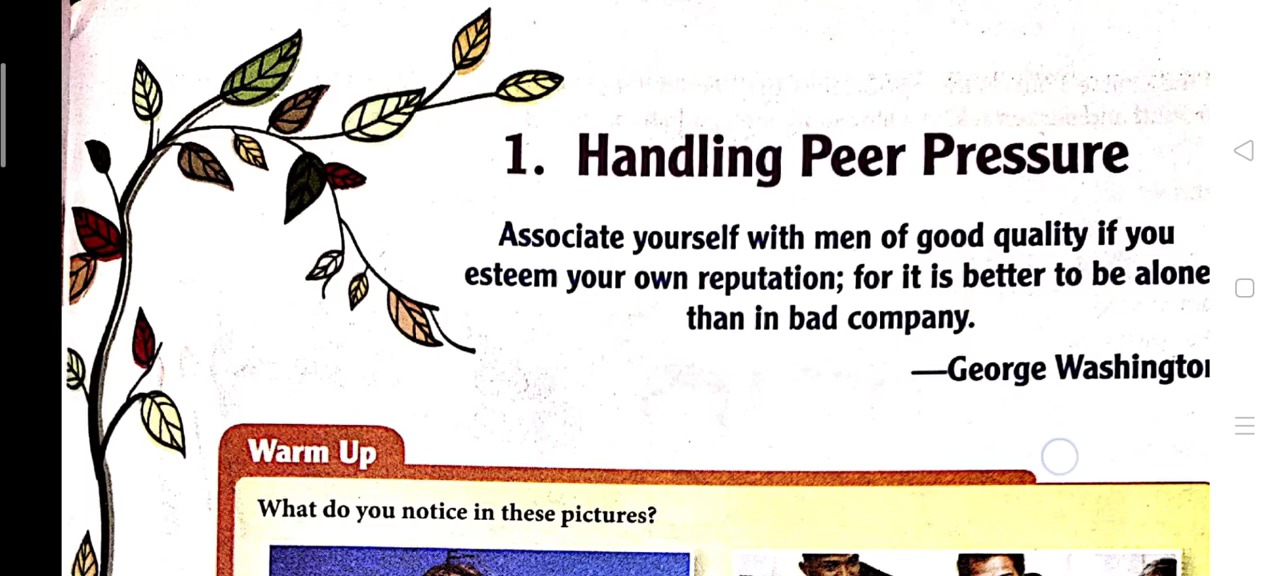 1. Handling Peer Pressure
Associate yourself with men of good quality if you
esteem your own reputation; for it is better to be alone
than in bad company.
—George Washingto
Warm Up
What do you notice in these pictures?